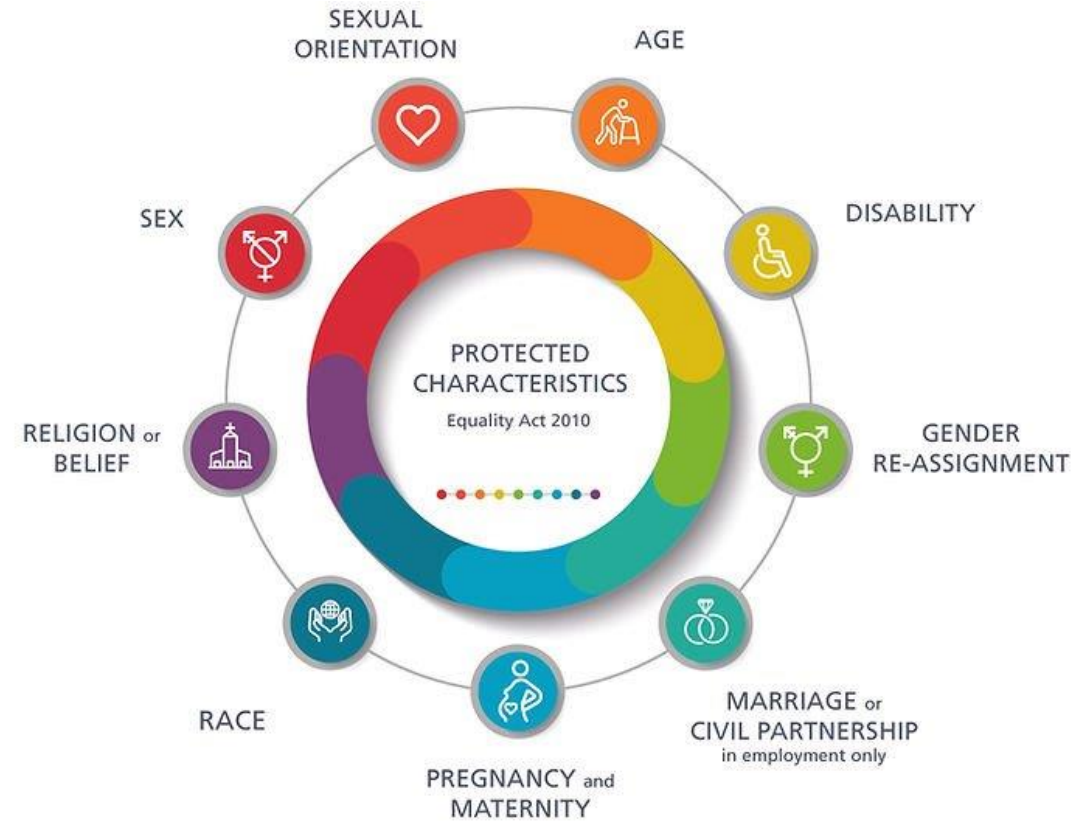 SEXUAL
ORIENTATION
AGE
SEX
DISABILITY
PROTECTED
CHARACTERISTICS
Equality Act 2010
RELIGION or
BELIEF
GENDER
RE-ASSIGNMENT
RACE
MARRIAGE or
CIVIL PARTNERSHIP
in employment only
PREGNANCY and
MATERNITY